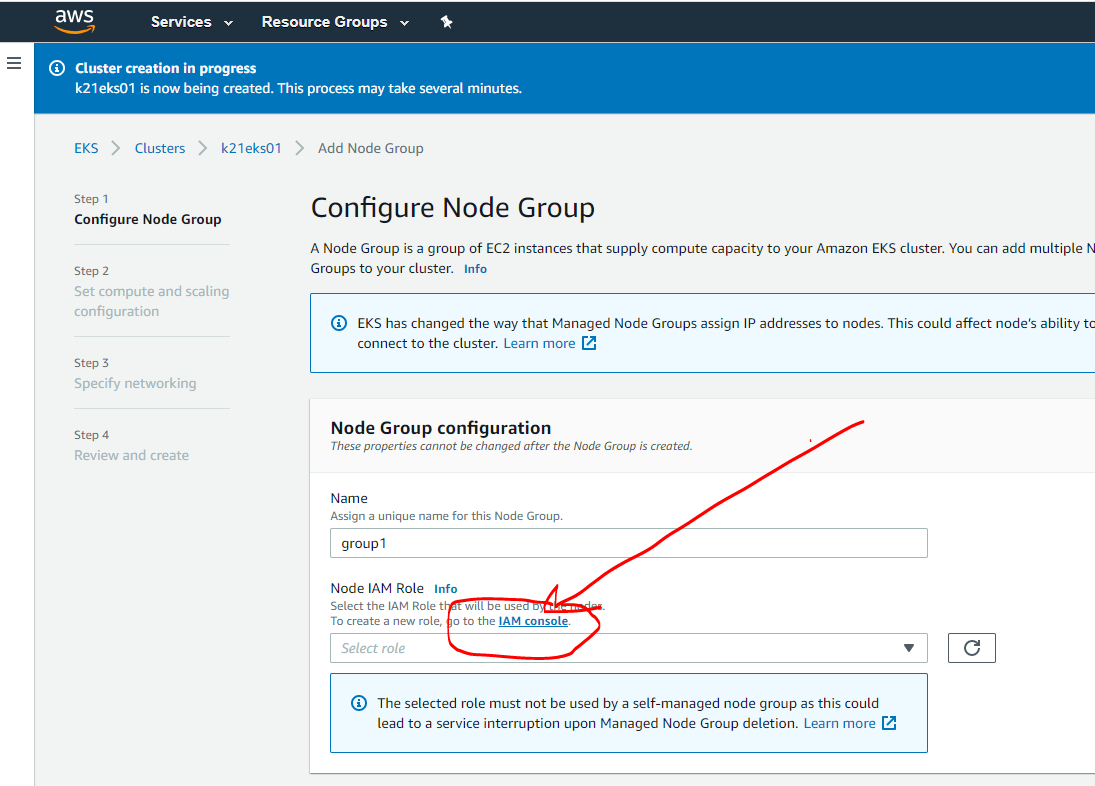 aws Services Resource Groups
Cluster creation in progress
k21eks01 is now being created. This process may take several minutes.
EKS Clusters k21eks01 Add Node Group
Step 1
Configure Node Group
Step 2
Set compute and scaling
configuration
Step 3
Specify networking
Step 4
Review and create
Configure Node Group
A Node Group is a group of EC2 instances that supply compute capacity to your Amazon EKS cluster. You can add multiple N
Groups to your cluster. Info
EKS has changed the way that Managed Node Groups assign IP addresses to nodes. This could affect node's ability to
connect to the cluster. Learn more
Node Group configuration
These properties cannot be changed after the Node Group is created.
Name
Assign a unique name for this Node Group.
group1
Node IAM Role Info
Select the IAM Role that will be used by the nodes.
To create a new role, go to the IAM console.
Select role
The selected role must not be used by a self-managed node group as this could
lead to a service interruption upon Managed Node Group deletion. Learn more